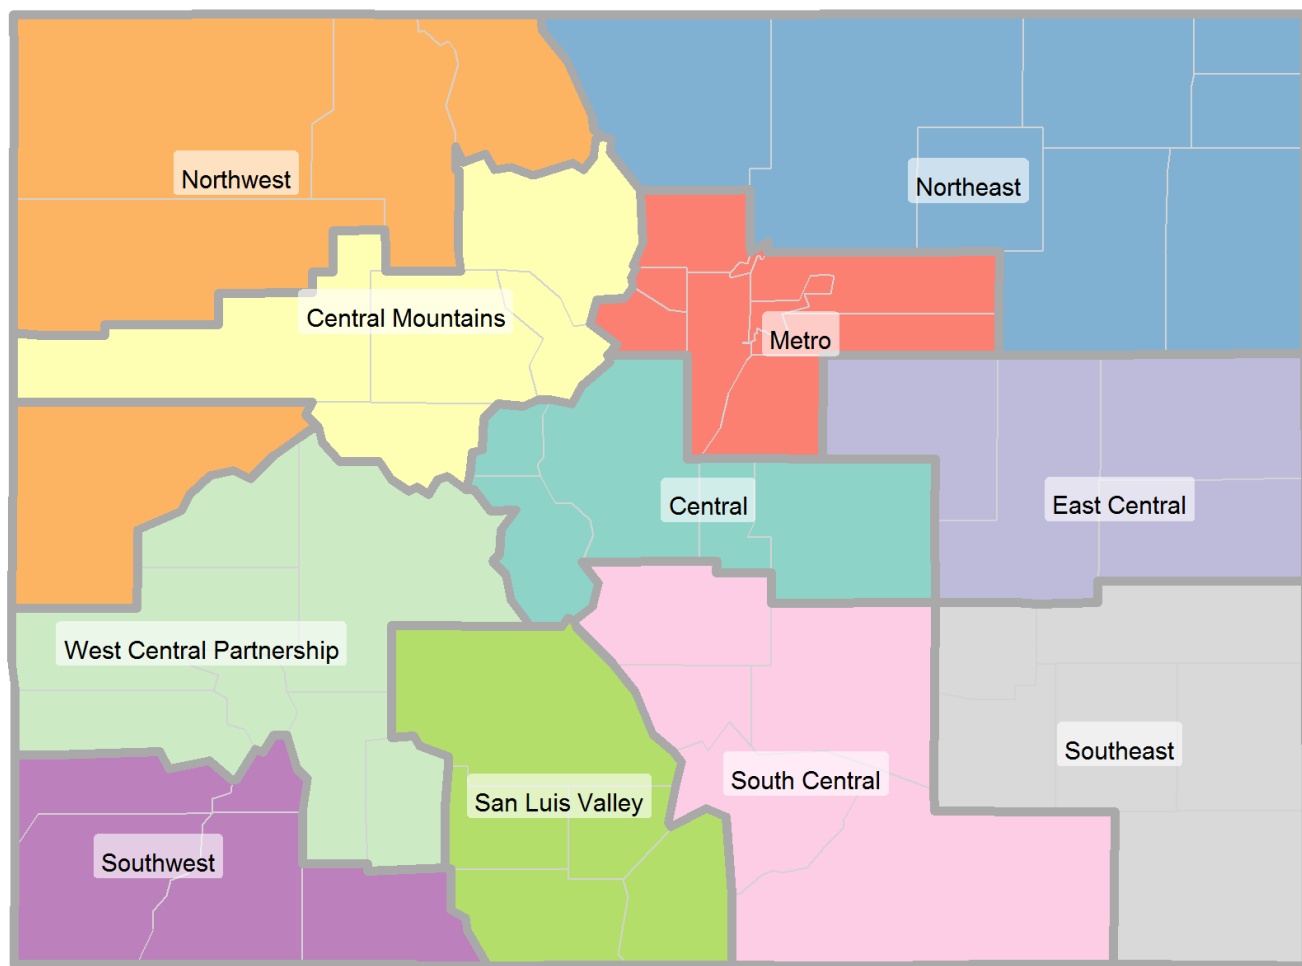 Northwest
Northeast
Central Mountains
Metro
Central
East Central
West Central Partnership
Southeast
San Luis Valley
South Central
Southwest